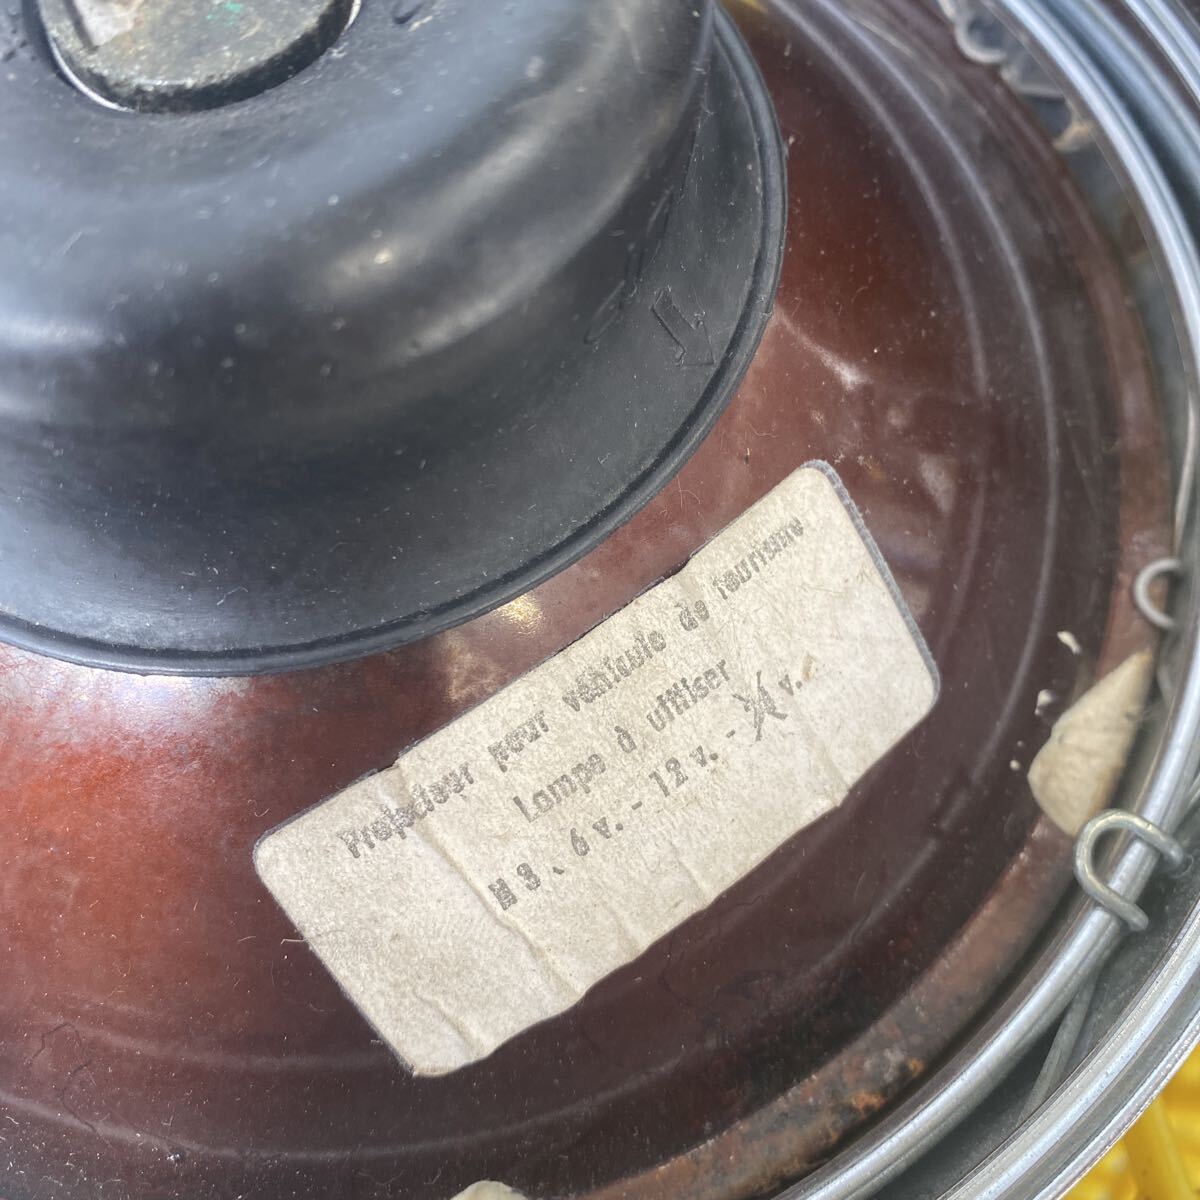 Projecteur pour véhicule de tourisme
Lampe à utiliser
M 3 . 6 v. - 12 v. - 24 v.